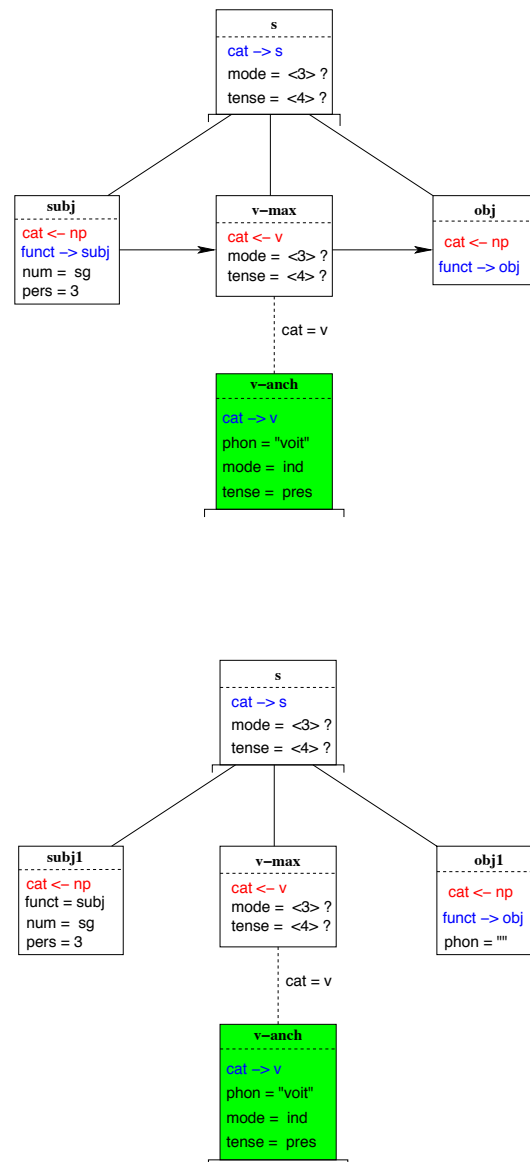 s
cat -> s
mode = <3> ?
tense = <4> ?
subj
cat <- np
funct -> subj
num = sg
pers = 3
v-max
cat <- v
mode = <3> ?
tense = <4> ?
obj
cat <- np
funct -> obj
cat = v
v-anch
cat -> v
phon = "voit"
mode = ind
tense = pres
s
cat -> s
mode = <3> ?
tense = <4> ?
subj1
cat <- np
funct = subj
num = sg
pers = 3
v-max
cat <- v
mode = <3> ?
tense = <4> ?
obj1
cat <- np
funct -> obj
phon = ""
cat = v
v-anch
cat -> v
phon = "voit"
mode = ind
tense = pres